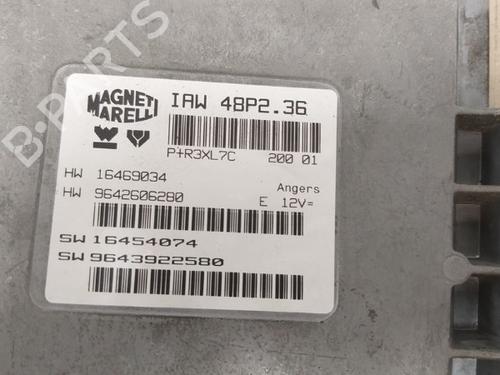 B-PARTS
MAGNETI MARELLI
IAW 48P2.36
P+R3XL7C 200 01
HW 16469034
Angers
HW 9642606280 E 12V=
SW 16454074
SW 9643922580